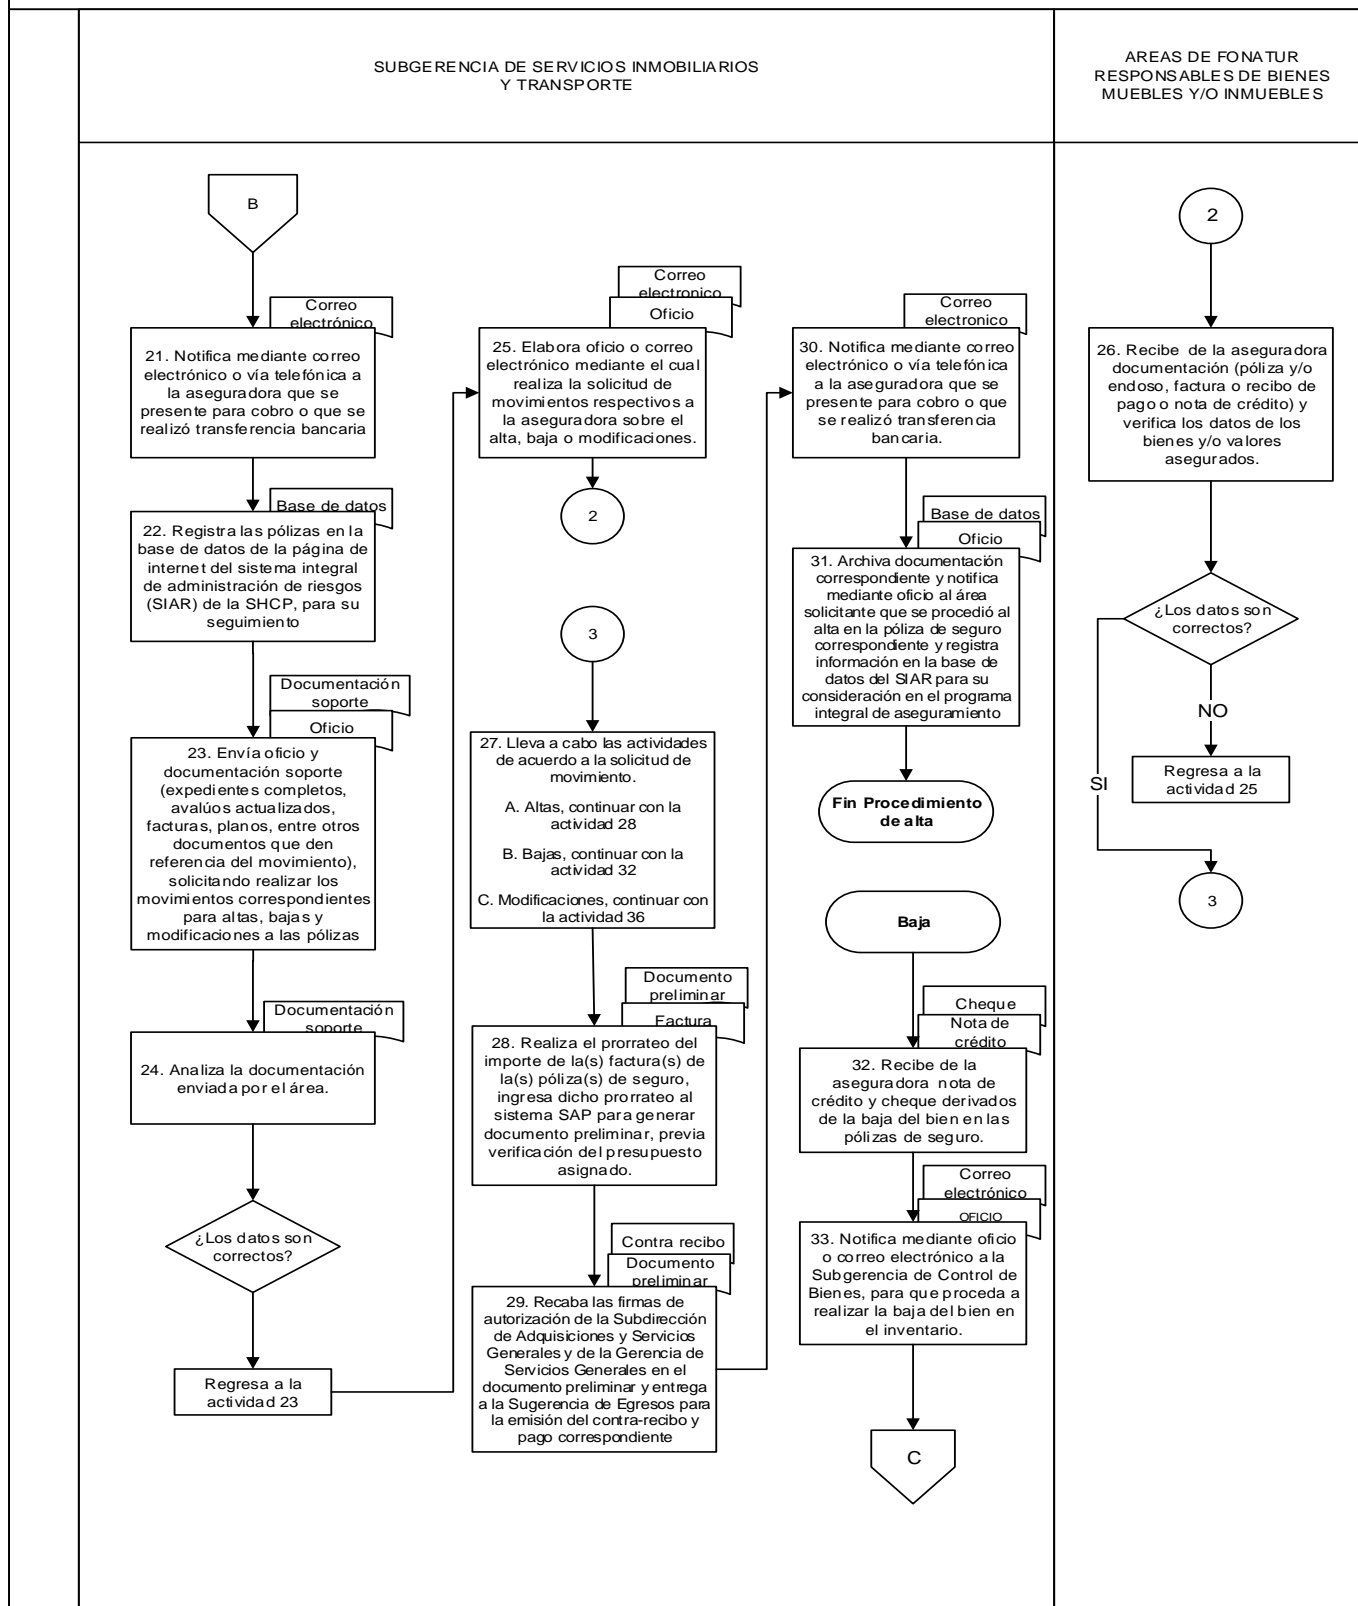 SUBGERENCIA DE SERVICIOS INMOBILIARIOS
Y TRANSPORTE
AREAS DE FONATUR
RESPONSABLES DE BIENES
MUEBLES Y/O INMUEBLES
B
Correo
electrónico
21. Notifica mediante correo
electrónico o vía telefónica a
la aseguradora que se
presente para cobro o que se
realizó transferencia bancaria
Base de datos
22. Registra las pólizas en la
base de datos de la página de
internet del sistema integral
de administración de riesgos
(SIAR) de la SHCP, para su
seguimiento
Documentación
soporte
Oficio
23. Envía oficio y
documentación soporte
(expedientes completos,
avalúos actualizados,
facturas, planos, entre otros
documentos que den
referencia del movimiento),
solicitando realizar los
movimientos correspondientes
para altas, bajas y
modificaciones a las pólizas
Documentación
soporte
24. Analiza la documentación
enviada por el área.
¿Los datos son
correctos?
Regresa a la
actividad 23
Correo
electronico
Oficio
25. Elabora oficio o correo
electrónico mediante el cual
realiza la solicitud de
movimientos respectivos a
la aseguradora sobre el
alta, baja o modificaciones.
2
3
27. Lleva a cabo las actividades
de acuerdo a la solicitud de
movimiento.
A. Altas, continuar con la
actividad 28
B. Bajas, continuar con la
actividad 32
C. Modificaciones, continuar con
la actividad 36
Documento
preliminar
Factura
28. Realiza el prorrateo del
importe de la(s) factura(s) de
la(s) póliza(s) de seguro,
ingresa dicho prorrateo al
sistema SAP para generar
documento preliminar, previa
verificación del presupuesto
asignado.
Contra recibo
Documento
preliminar
29. Recaba las firmas de
autorización de la Subdirección
de Adquisiciones y Servicios
Generales y de la Gerencia de
Servicios Generales en el
documento preliminar y entrega
a la Sugerencia de Egresos para
la emisión del contra-recibo y
pago correspondiente
Correo
electronico
30. Notifica mediante correo
electrónico o vía telefónica
a la aseguradora que se
presente para cobro o que
se realizó transferencia
bancaria.
Base de datos
Oficio
31. Archiva documentación
correspondiente y notifica
mediante oficio al área
solicitante que se procedió al
alta en la póliza de seguro
correspondiente y registra
información en la base de
datos del SIAR para su
consideración en el programa
integral de aseguramiento
Fin Procedimiento
de alta
Baja
Cheque
Nota de
crédito
32. Recibe de la
aseguradora nota de
crédito y cheque derivados
de la baja del bien en las
pólizas de seguro.
Correo
electrónico
OFICIO
33. Notifica mediante oficio
o correo electrónico a la
Subgerencia de Control de
Bienes, para que proceda a
realizar la baja del bien en
el inventario.
C
2
26. Recibe de la aseguradora
documentación (póliza y/o
endoso, factura o recibo de
pago o nota de crédito) y
verifica los datos de los
bienes y/o valores
asegurados.
¿Los datos son
correctos?
NO
SI
Regresa a la
actividad 25
3